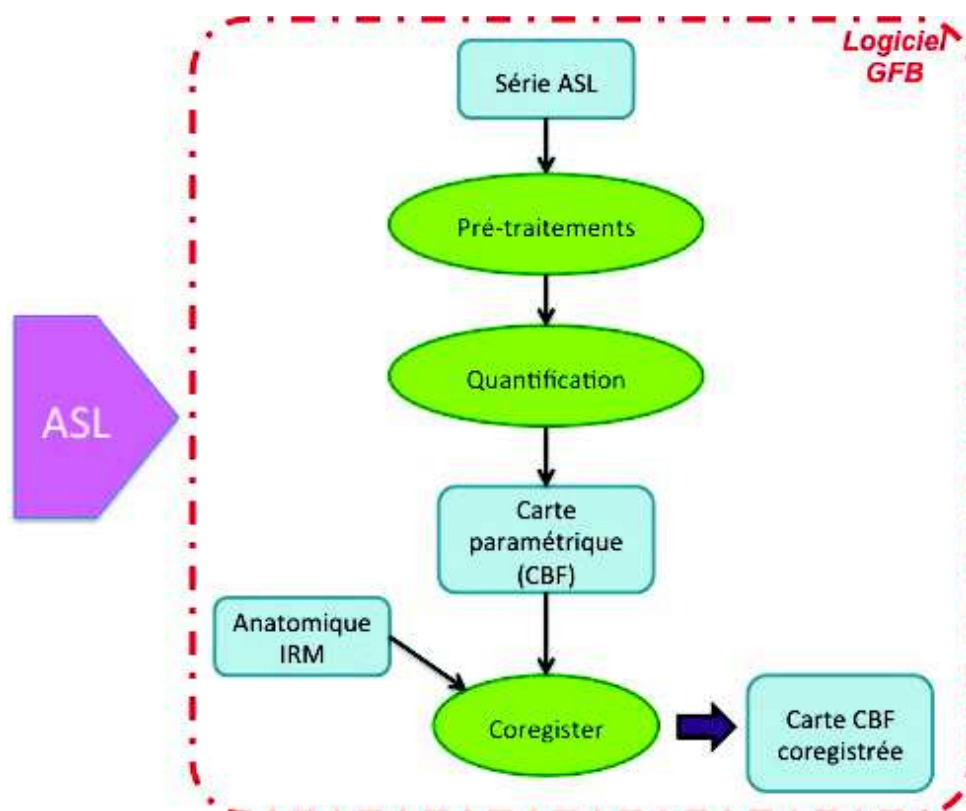 Logiciel
GFB
Série ASL
Pré-traitements
Quantification
ASL
Carte
paramétrique
(CBF)
Anatomique
IRM
Coregister
Carte CBF
coregistrée